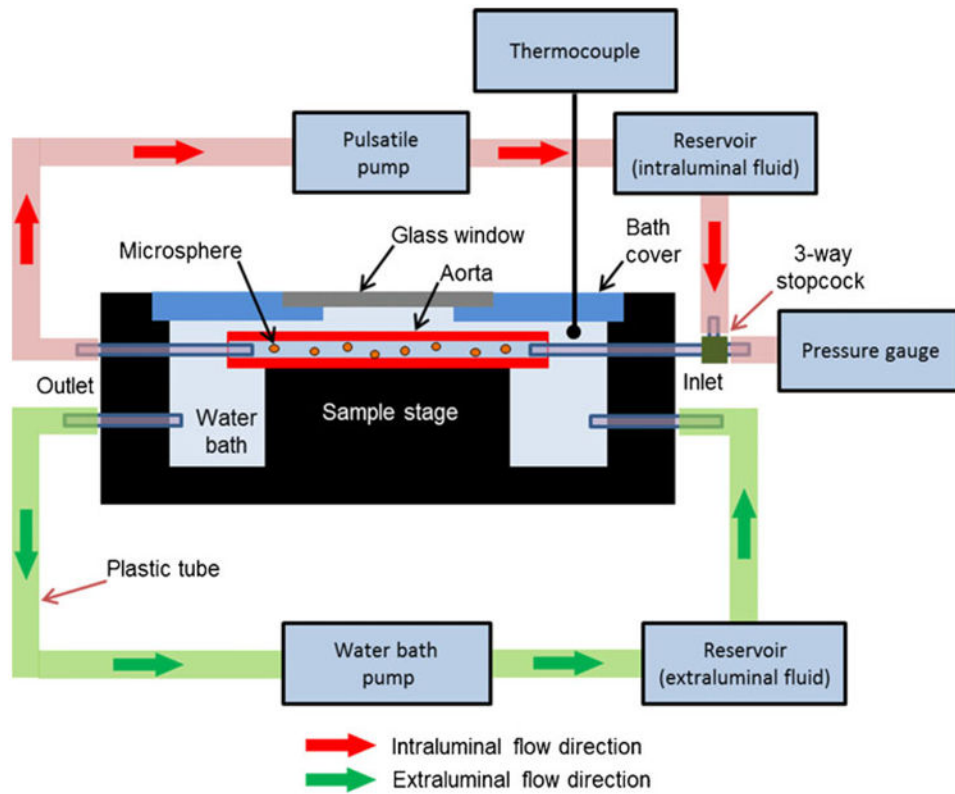 Thermocouple
Pulsatile
pump
Reservoir
(intraluminal fluid)
Microsphere
Glass window
Aorta
Bath
cover
3-way
stopcock
Pressure gauge
Outlet
Inlet
Water
bath
Sample stage
Plastic tube
Water bath
pump
Reservoir
(extraluminal fluid)
Intraluminal flow direction
Extraluminal flow direction